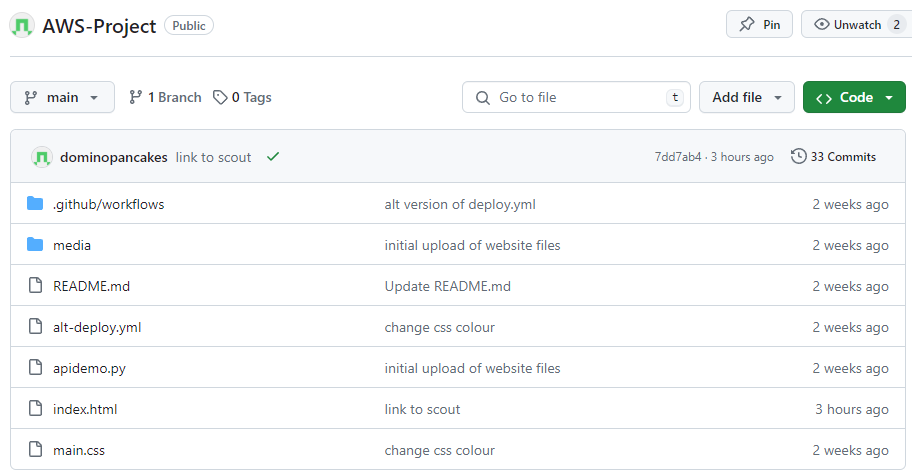 AWS-Project Public Pin Unwatch 2
main 1 Branch 0 Tags Go to file t Add file Code
dominopancakes link to scout 7dd7ab4 · 3 hours ago 33 Commits
.github/workflows alt version of deploy.yml 2 weeks ago
media initial upload of website files 2 weeks ago
README.md Update README.md 2 weeks ago
alt-deploy.yml change css colour 2 weeks ago
apidemo.py initial upload of website files 2 weeks ago
index.html link to scout 3 hours ago
main.css change css colour 2 weeks ago